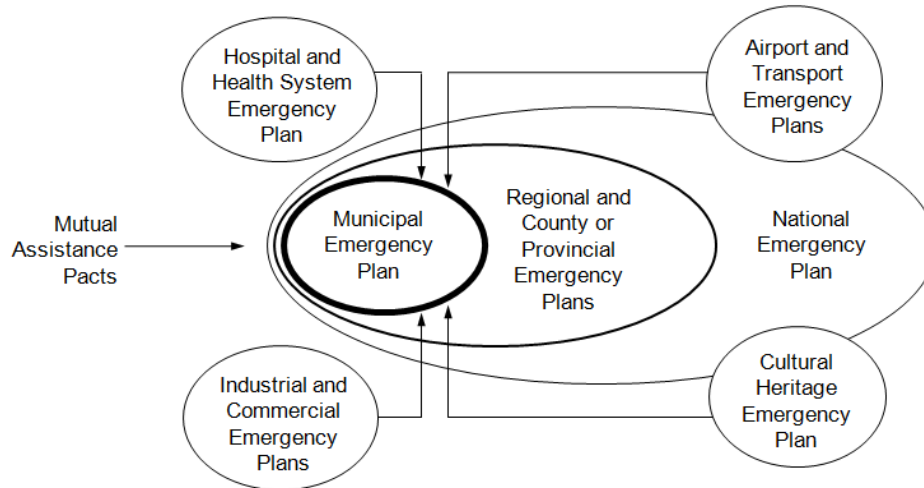 Hospital and
Health System
Emergency
Plan
Airport and
Transport
Emergency
Plans
Mutual
Assistance
Pacts
Municipal
Emergency
Plan
Regional and
County or
Provincial
Emergency
Plans
National
Emergency
Plan
Industrial and
Commercial
Emergency
Plans
Cultural
Heritage
Emergency
Plan